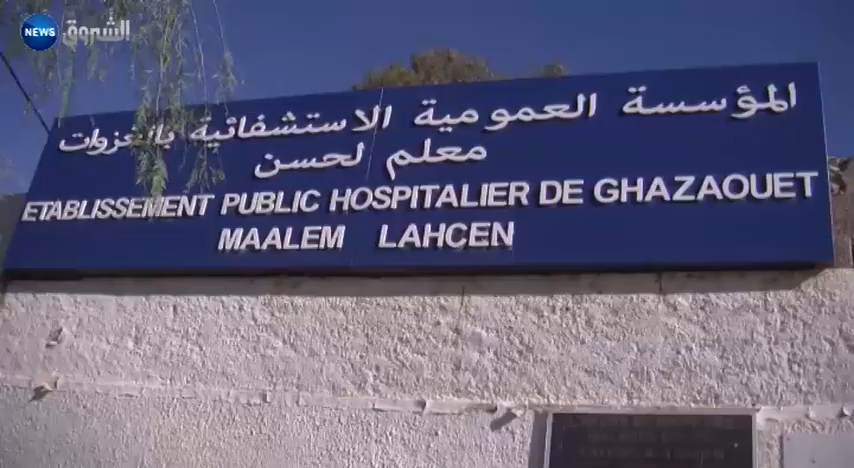 NEWS الشروق
المؤسسة العمومية الاستشفائية بالغزوات
معلم لحسن
ETABLISSEMENT PUBLIC HOSPITALIER DE GHAZAOUET
MAALEM LAHCEN